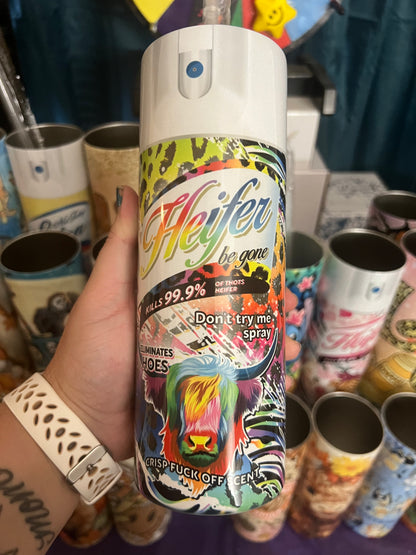 Heifer
be gone
KILLS 99.9%
OF THOTS
HEIFER
Don't try me
spray
ELIMINATES
HOES
CRISP FUCK OFF SCENT